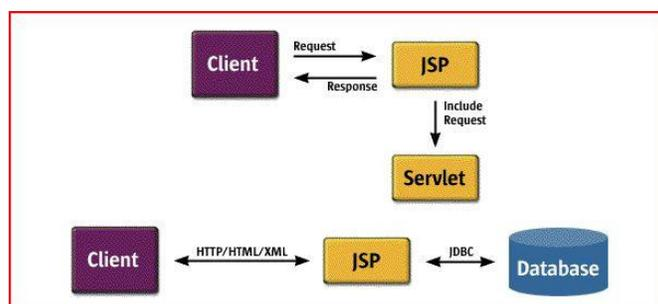 Client
Request
Response
JSP
Include
Request
Servlet
Client
HTTP/HTML/XML
JSP
JDBC
Database